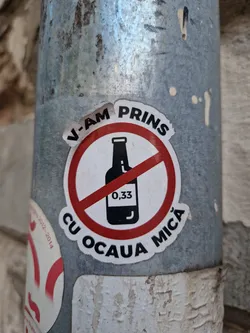 V-AM PRINS
0,33
CU OCAUA MICĂ